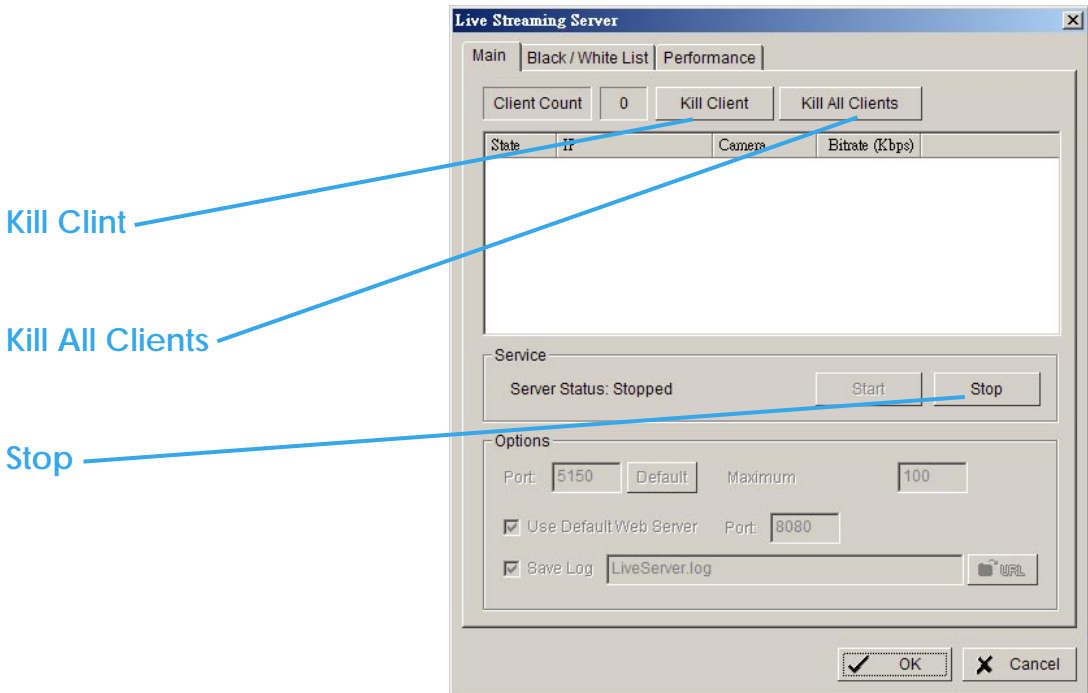 Live Streaming Server
Main Black / White List Performance
Client Count 0 Kill Client Kill All Clients
State IP Camera Bitrate (Kbps)
Kill Clint
Kill All Clients
Service
Server Status: Stopped Start Stop
Stop
Options
Port: 5150 Default Maximum 100
Use Default Web Server Port: 8080
Save Log LiveServer.log URL
OK Cancel